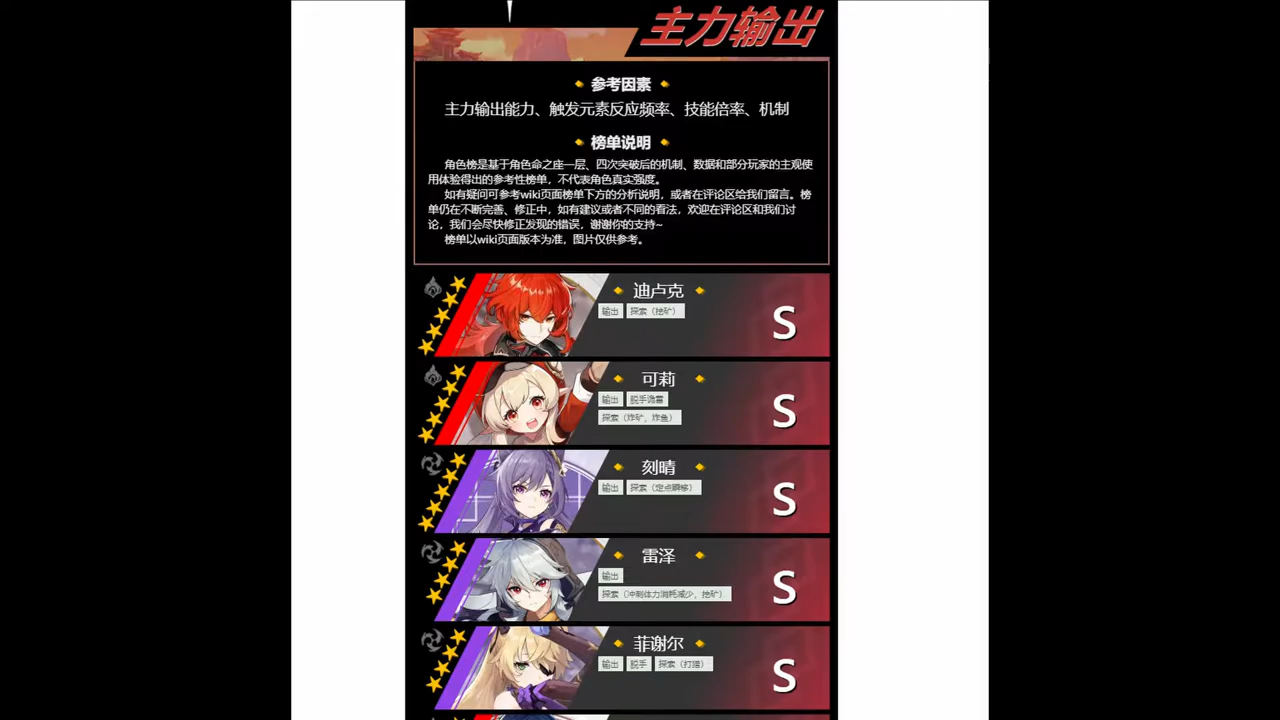 主力输出
参考因素
主力输出能力、触发元素反应频率、技能倍率、机制
榜单说明
角色榜是基于角色命之座一层、四次突破后的机制、数据和部分玩家的主观使
用体验得出的参考性榜单，不代表角色真实强度。
如有疑问可参考wiki页面榜单下方的分析说明，或者在评论区给我们留言。榜
单仍在不断完善、修正中，如有建议或者不同的看法，欢迎在评论区和我们讨
论，我们会尽快修正发现的错误，谢谢你的支持~
榜单以wiki页面版本为准，图片仅供参考。
迪卢克
输出 探索（挖矿）
S
可莉
输出 脱手诡雷
探索（炸矿，炸鱼）
S
刻晴
输出 探索（定点瞬移）
S
雷泽
输出
探索（冲刺体力消耗减少，挖矿）
S
菲谢尔
输出 脱手 探索（打猎）
S